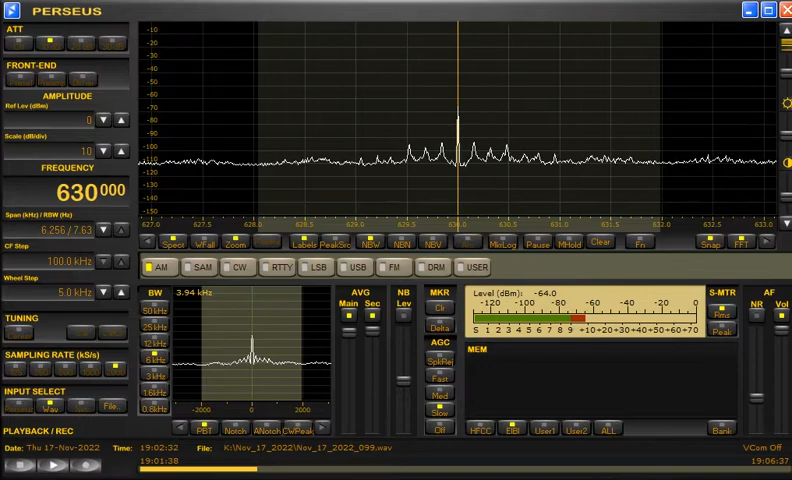 PERSEUS
ATT
FRONT-END
AMPLITUDE
Ref Lev (dBm)
0
Scale (dB/div)
10
FREQUENCY
630 000
Span (kHz) / RBW (Hz)
6.256 / 7.63
CF Step
100.0 kHz
Wheel Step
5.0 kHz
TUNING
SAMPLING RATE (kS/s)
INPUT SELECT
Wav
File..
PLAYBACK / REC
-10
-20
-30
-40
-50
-60
-70
-80
-90
-100
-110
-120
-130
-140
-150
627.0 627.5 628.0 628.5 629.0 629.5 630.0 630.5 631.0 631.5 632.0 632.5 633.0
Spect WFall Zoom Labels PeakSrc NBW NBN NBV MkrLog Pause MHold Clear Fn Snap FFT
AM SAM CW RTTY LSB USB FM DRM USER
BW
50 kHz
25 kHz
12 kHz
6 kHz
3 kHz
1.6kHz
0.8kHz
3.94 kHz
-2000 0 +2000
PBT Notch ANotch CWPeak
AVG
Main Sec
NB
Lev
MKR
Clr
Delta
AGC
SpkRej
Fast
Med
Slow
Off
Level (dBm): -64.0
-120 -100 -80 -60 -40 -20 0
S 1 2 3 4 5 6 7 8 9 +10 +20 +30 +40 +50 +60 +70
S-MTR
Rms
Peak
AF
NR Vol
MEM
HFCC EIBI User1 User2 ALL Bank
Date: Thu 17-Nov-2022 Time: 19:02:32 File: K:\Nov_17_2022\Nov_17_2022_099.wav VCom Off
19:01:38 19:06:37